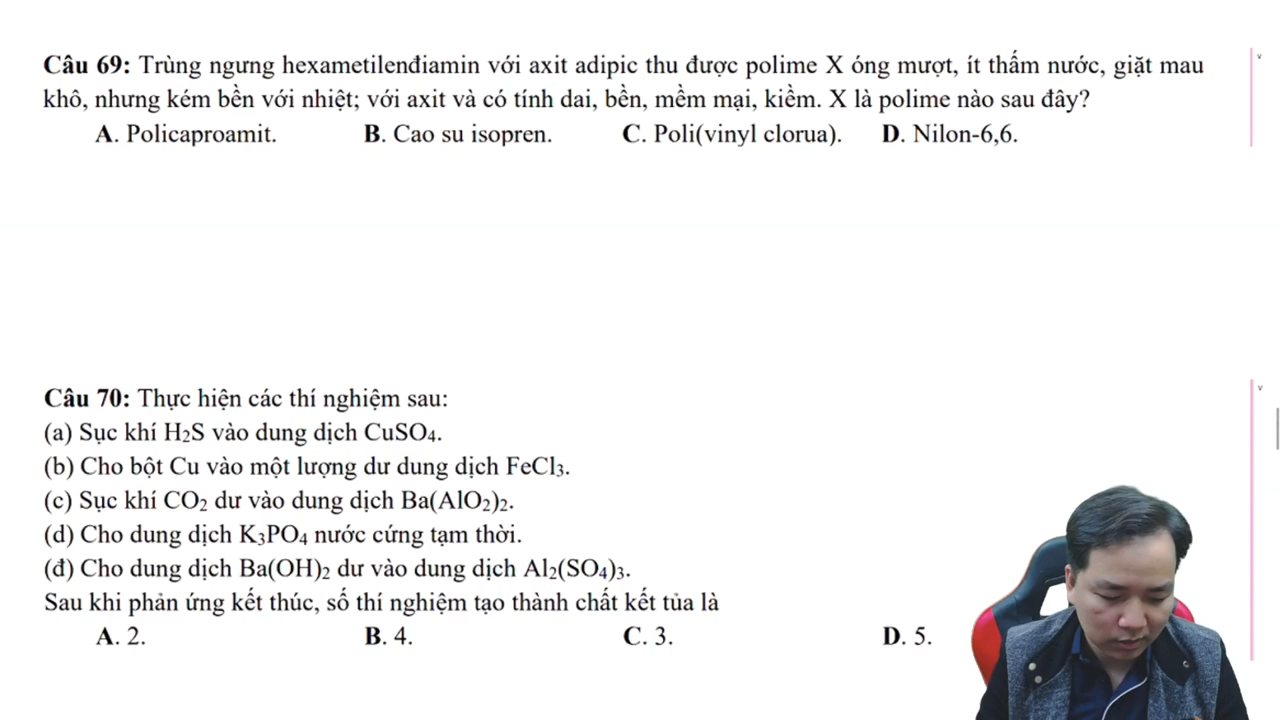 Câu 69: Trùng ngưng hexametilenđiamin với axit adipic thu được polime X óng mượt, ít thấm nước, giặt mau
khô, nhưng kém bền với nhiệt; với axit và có tính dai, bền, mềm mại, kiềm. X là polime nào sau đây?
A. Policaproamit. B. Cao su isopren. C. Poli(vinyl clorua). D. Nilon-6,6.
Câu 70: Thực hiện các thí nghiệm sau:
(a) Sục khí H₂S vào dung dịch CuSO₄.
(b) Cho bột Cu vào một lượng dư dung dịch FeCl₃.
(c) Sục khí CO₂ dư vào dung dịch Ba(AlO₂)₂.
(d) Cho dung dịch K₃PO₄ nước cứng tạm thời.
(đ) Cho dung dịch Ba(OH)₂ dư vào dung dịch Al₂(SO₄)₃.
Sau khi phản ứng kết thúc, số thí nghiệm tạo thành chất kết tủa là
A. 2. B. 4. C. 3. D. 5.